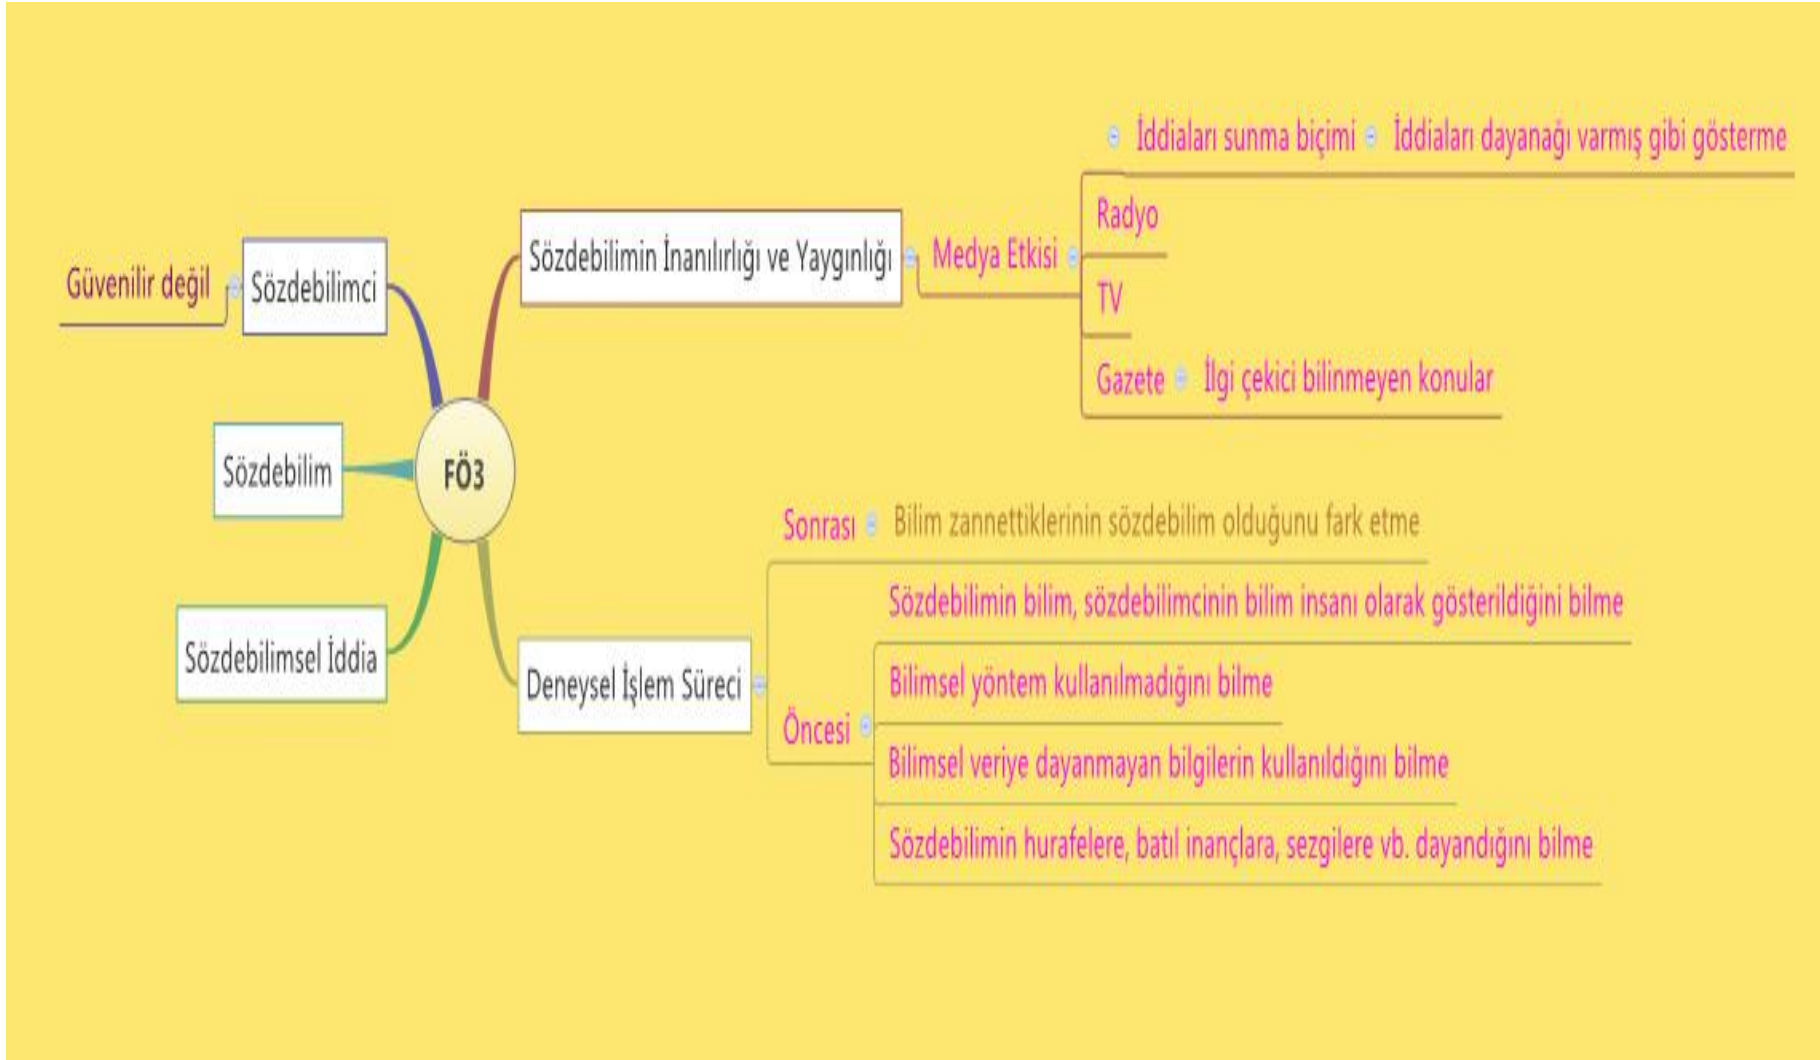 İddiaları sunma biçimi İddiaları dayanağı varmış gibi gösterme
Radyo
Sözdebilimin İnanılırlığı ve Yaygınlığı Medya Etkisi
TV
Gazete İlgi çekici bilinmeyen konular
Güvenilir değil Sözdebilimci
Sözdebilim
FÖ3
Sözdebilimsel İddia
Deneysel İşlem Süreci
Sonrası Bilim zannettiklerinin sözdebilim olduğunu fark etme
Öncesi
Sözdebilimin bilim, sözdebilimcinin bilim insanı olarak gösterildiğini bilme
Bilimsel yöntem kullanılmadığını bilme
Bilimsel veriye dayanmayan bilgilerin kullanıldığını bilme
Sözdebilimin hurafelere, batıl inançlara, sezgilere vb. dayandığını bilme